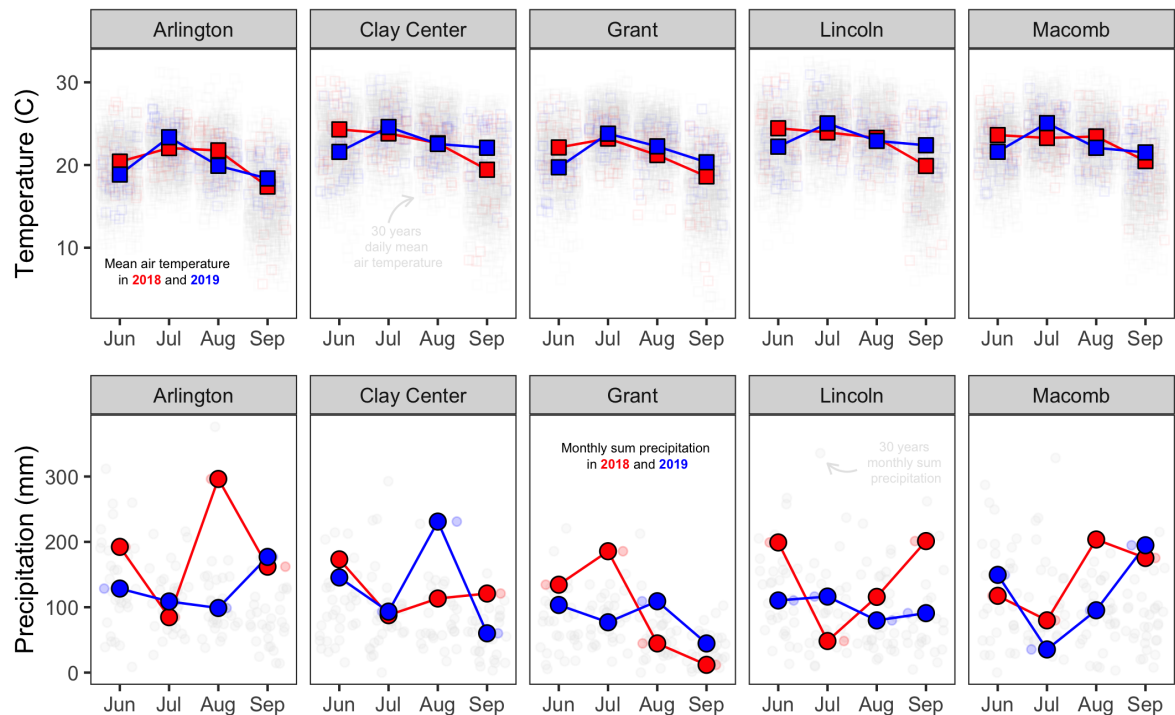 Arlington Clay Center Grant Lincoln Macomb
Temperature (C)
30
20
10
Mean air temperature
in 2018 and 2019
30 years
daily mean
air temperature
Jun Jul Aug Sep Jun Jul Aug Sep Jun Jul Aug Sep Jun Jul Aug Sep Jun Jul Aug Sep
Arlington Clay Center Grant Lincoln Macomb
Precipitation (mm)
300
200
100
0
Monthly sum precipitation
in 2018 and 2019
30 years
monthly sum
precipitation
Jun Jul Aug Sep Jun Jul Aug Sep Jun Jul Aug Sep Jun Jul Aug Sep Jun Jul Aug Sep